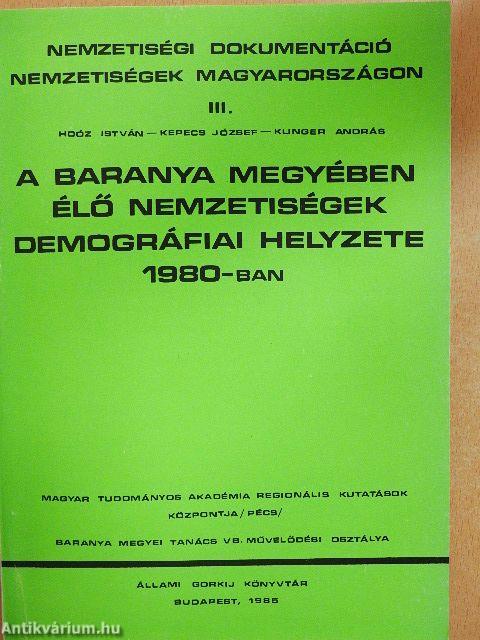 NEMZETISÉGI DOKUMENTÁCIÓ
NEMZETISÉGEK MAGYARORSZÁGON
III.
HOÓZ ISTVÁN — KEPECS JÓZSEF — KLINGER ANDRÁS
A BARANYA MEGYÉBEN
ÉLŐ NEMZETISÉGEK
DEMOGRÁFIAI HELYZETE
1980-BAN
MAGYAR TUDOMÁNYOS AKADÉMIA REGIONÁLIS KUTATÁSOK
KÖZPONTJA/PÉCS/
BARANYA MEGYEI TANÁCS VB. MŰVELŐDÉSI OSZTÁLYA
ÁLLAMI GORKIJ KÖNYVTÁR
BUDAPEST, 1985
Antikvárium.hu